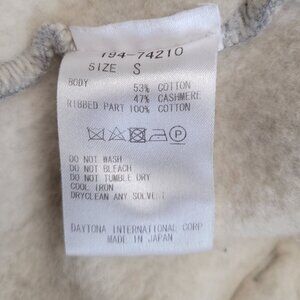 194-74210
SIZE S
BODY 53% COTTON
47% CASHMERE
RIBBED PART 100% COTTON
P
DO NOT WASH
DO NOT BLEACH
DO NOT TUMBLE DRY
COOL IRON
DRYCLEAN ANY SOLVENT
DAYTONA INTERNATIONAL CORP
MADE IN JAPAN